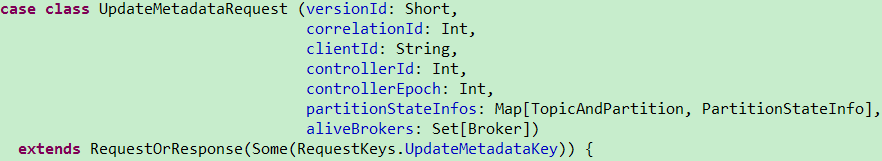 case class UpdateMetadataRequest (versionId: Short,
correlationId: Int,
clientId: String,
controllerId: Int,
controllerEpoch: Int,
partitionStateInfos: Map[TopicAndPartition, PartitionStateInfo],
aliveBrokers: Set[Broker])
extends RequestOrResponse(Some(RequestKeys.UpdateMetadataKey)) {